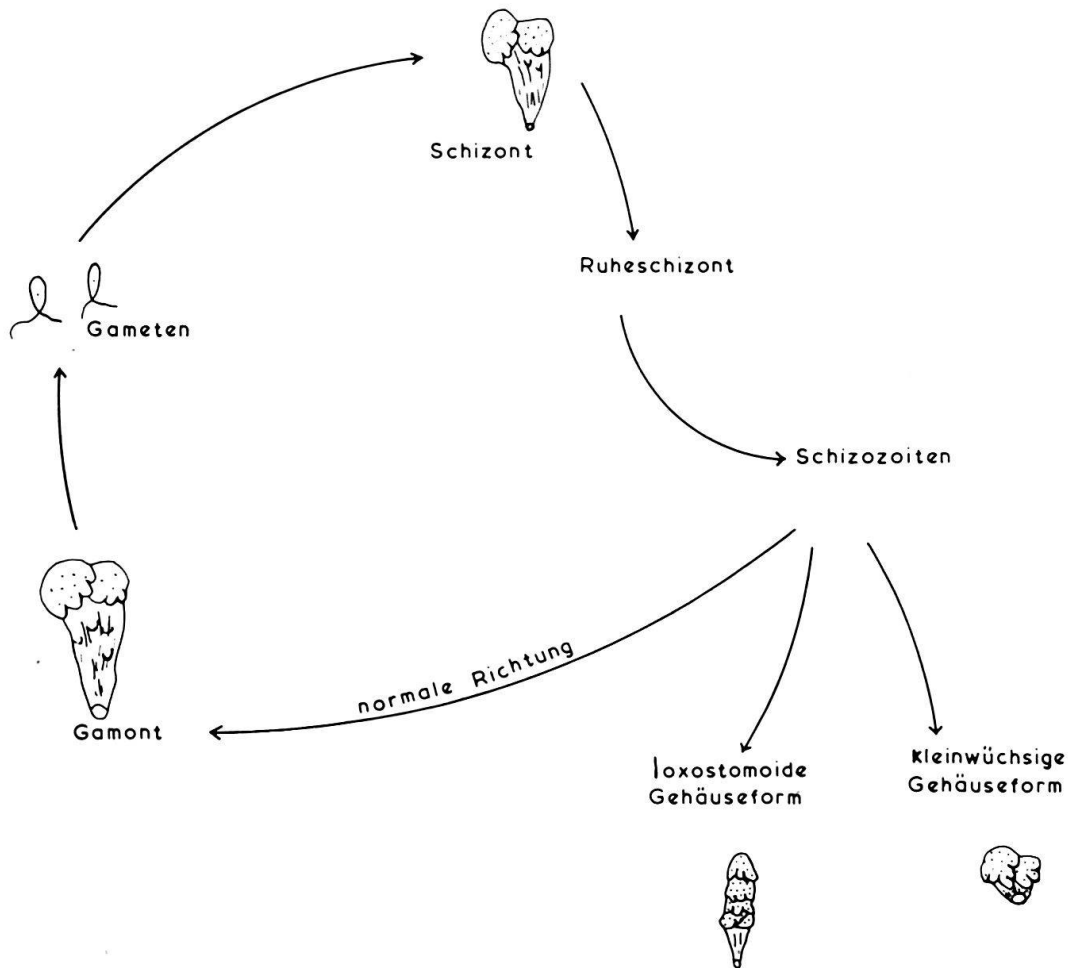 Schizont
Ruheschizont
Gameten
Schizozoiten
normale Richtung
Gamont
loxostomoide
Gehäuseform
Kleinwüchsige
Gehäuseform